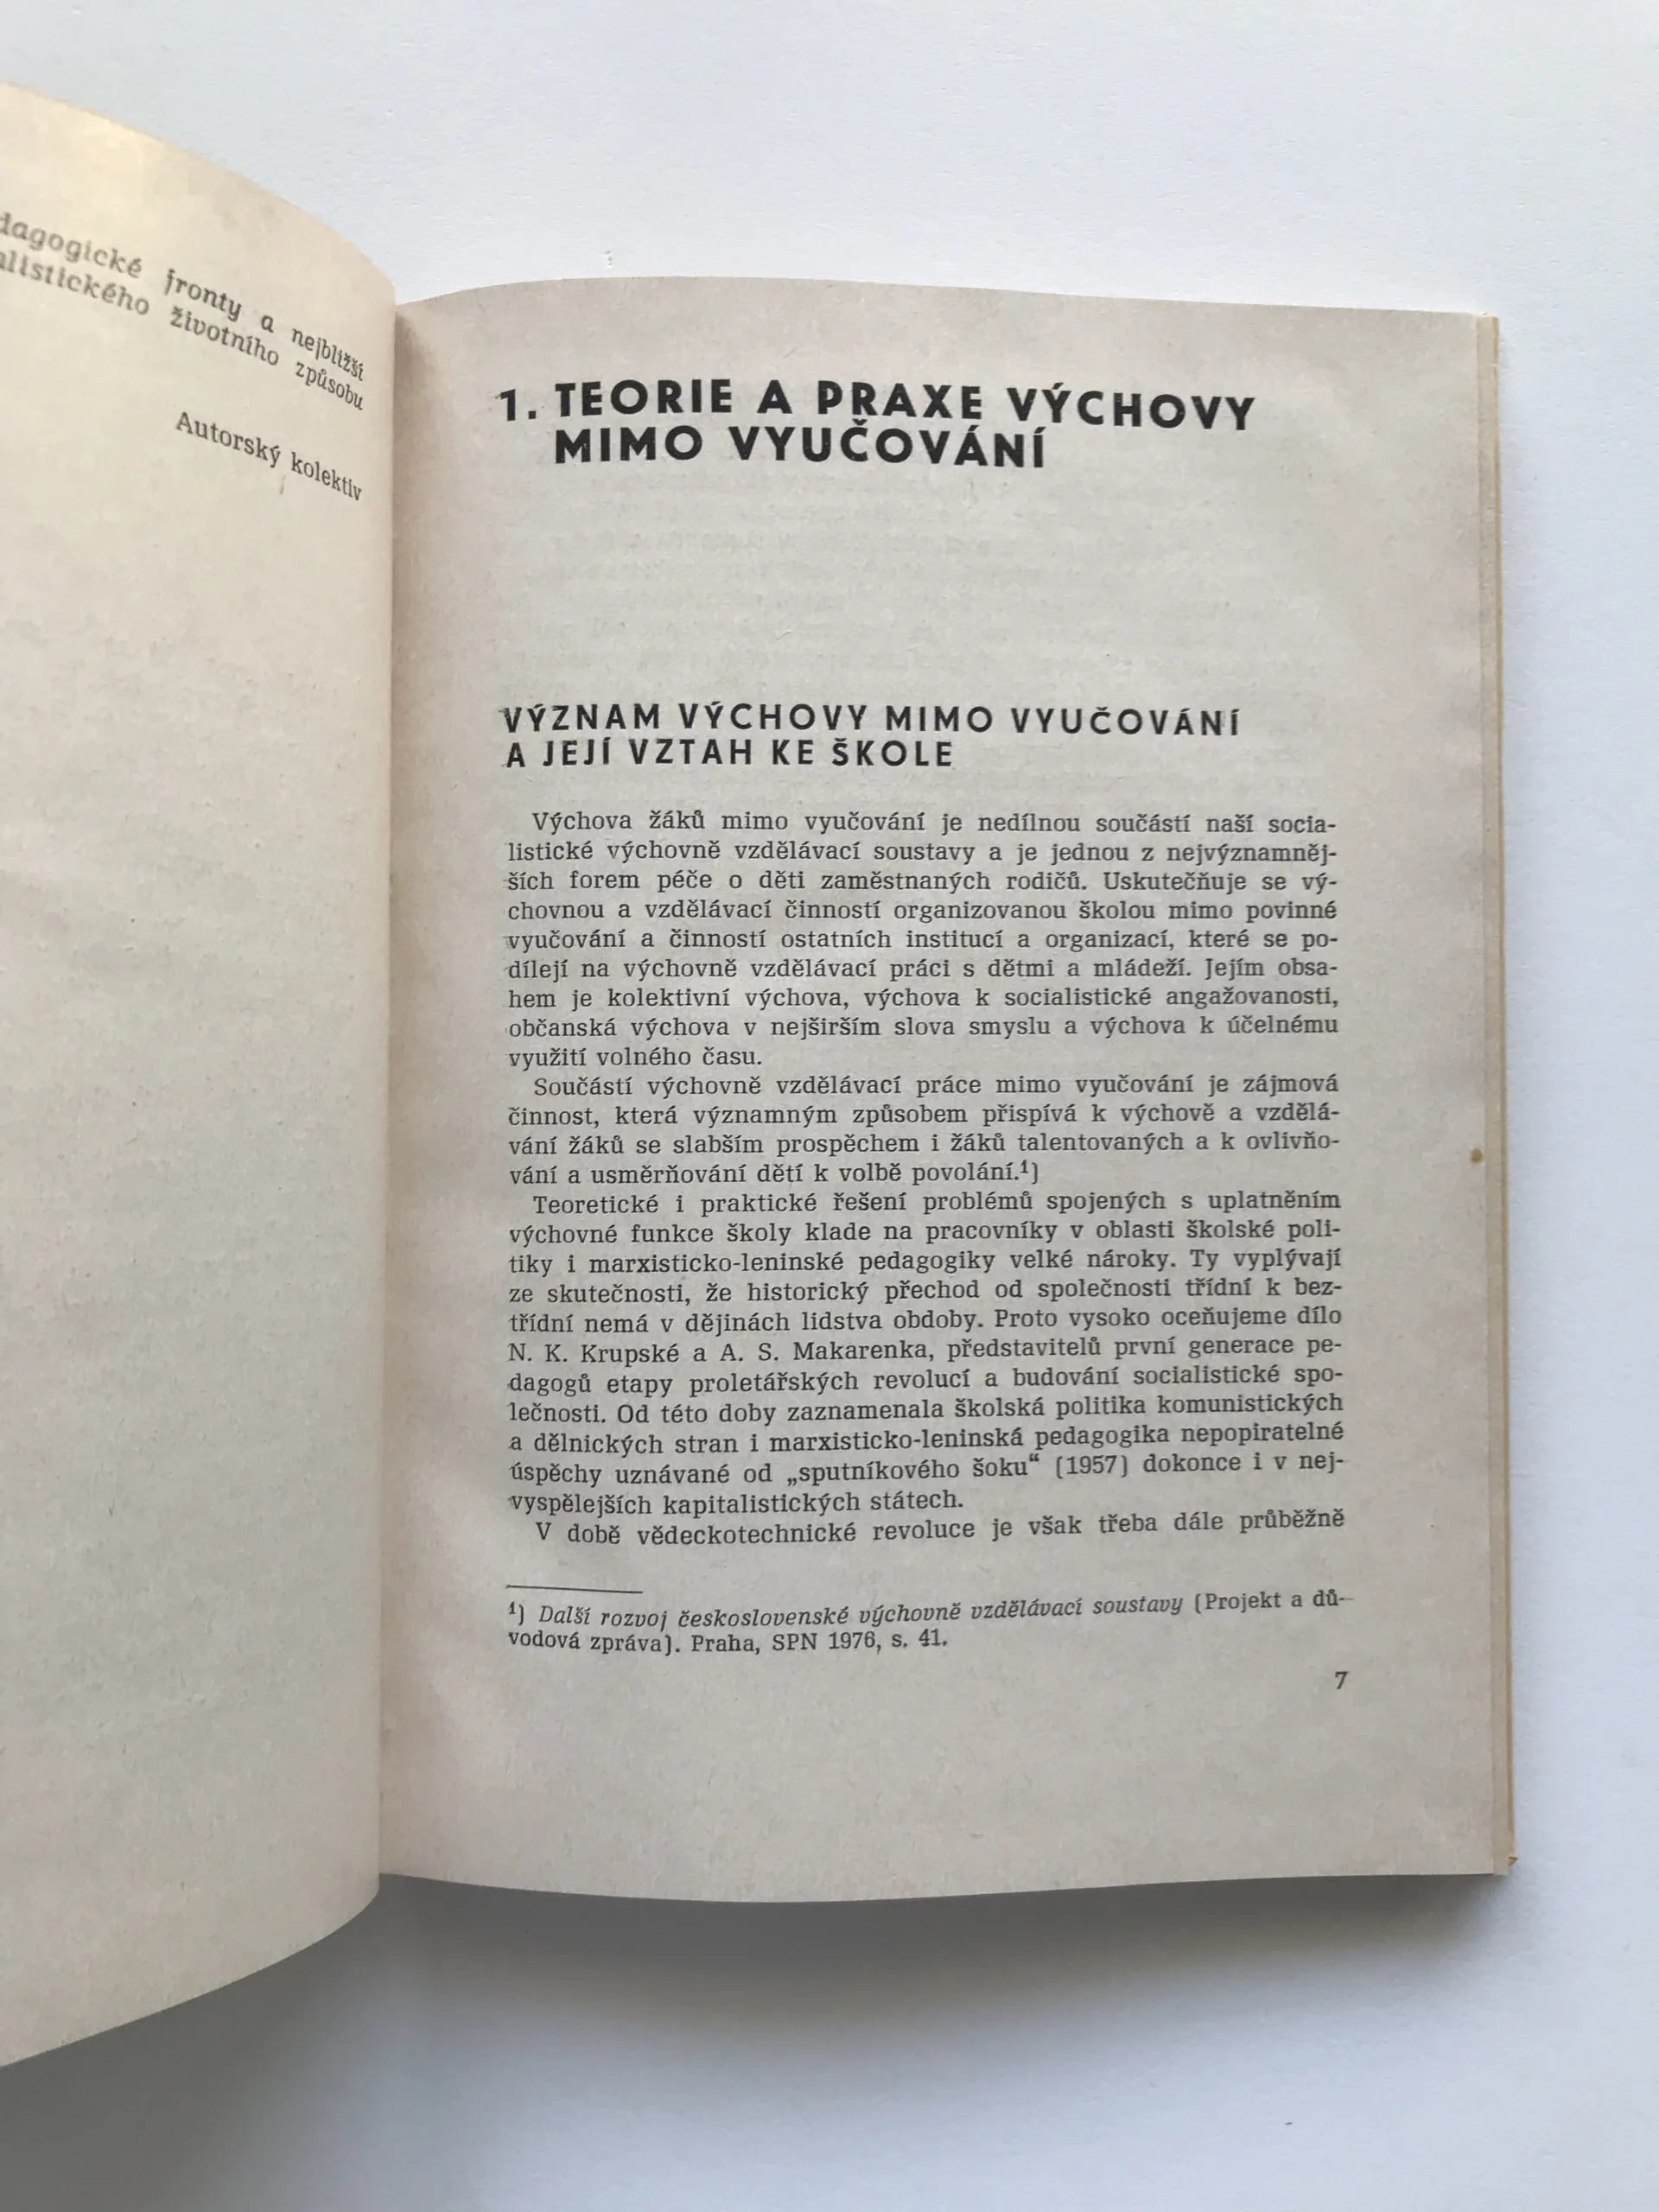 fronty a nejbližší
životního způsobu
Autorský kolektiv
1. TEORIE A PRAXE VÝCHOVY
MIMO VYUČOVÁNÍ
VÝZNAM VÝCHOVY MIMO VYUČOVÁNÍ
A JEJÍ VZTAH KE ŠKOLE
Výchova žáků mimo vyučování je nedílnou součástí naší socia-
listické výchovně vzdělávací soustavy a je jednou z nejvýznamněj-
ších forem péče o děti zaměstnaných rodičů. Uskutečňuje se vý-
chovnou a vzdělávací činností organizovanou školou mimo povinné
vyučování a činností ostatních institucí a organizací, které se po-
dílejí na výchovně vzdělávací práci s dětmi a mládeží. Jejím obsa-
hem je kolektivní výchova, výchova k socialistické angažovanosti,
občanská výchova v nejširším slova smyslu a výchova k účelnému
využití volného času.
Součástí výchovně vzdělávací práce mimo vyučování je zájmová
činnost, která významným způsobem přispívá k výchově a vzdělá-
vání žáků se slabším prospěchem i žáků talentovaných a k ovlivňo-
vání a usměrňování dětí k volbě povolání.¹)
Teoretické i praktické řešení problémů spojených s uplatněním
výchovné funkce školy klade na pracovníky v oblasti školské poli-
tiky i marxisticko-leninské pedagogiky velké nároky. Ty vyplývají
ze skutečnosti, že historický přechod od společnosti třídní k bez-
třídní nemá v dějinách lidstva obdoby. Proto vysoko oceňujeme dílo
N. K. Krupské a A. S. Makarenka, představitelů první generace pe-
dagogů etapy proletářských revolucí a budování socialistické spo-
lečnosti. Od této doby zaznamenala školská politika komunistických
a dělnických stran i marxisticko-leninská pedagogika nepopiratelné
úspěchy uznávané od „sputníkového šoku“ (1957) dokonce i v nej-
vyspělejších kapitalistických státech.
V době vědeckotechnické revoluce je však třeba dále průběžně
¹) Další rozvoj československé výchovně vzdělávací soustavy (Projekt a dů-
vodová zpráva). Praha, SPN 1976, s. 41.
7